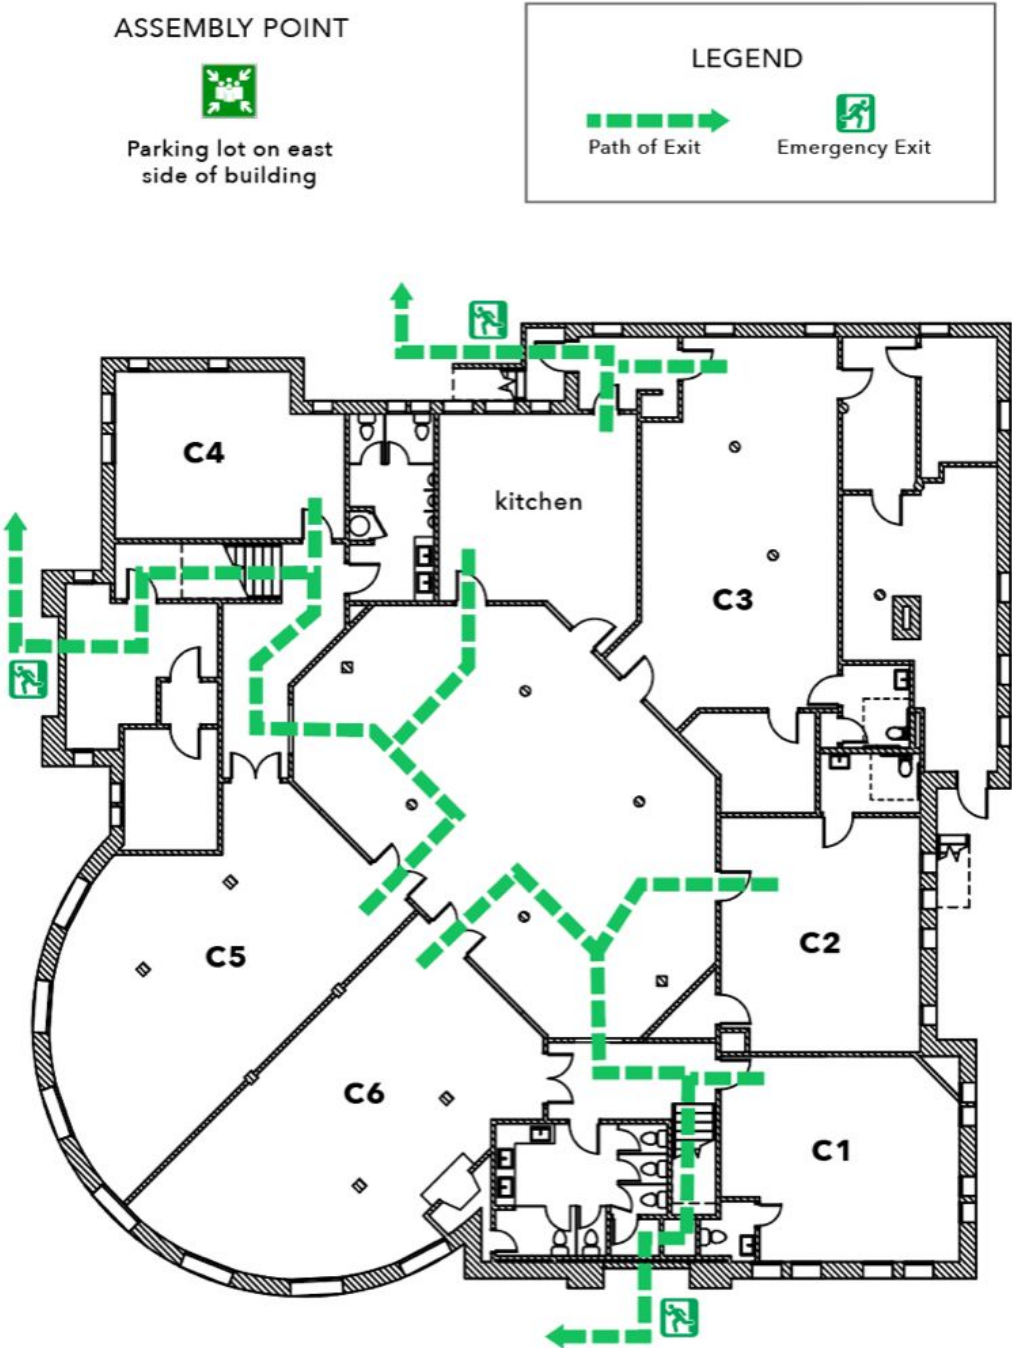 ASSEMBLY POINT
Parking lot on east
side of building
LEGEND
Path of Exit
Emergency Exit
C4
kitchen
C3
C5
C2
C6
C1